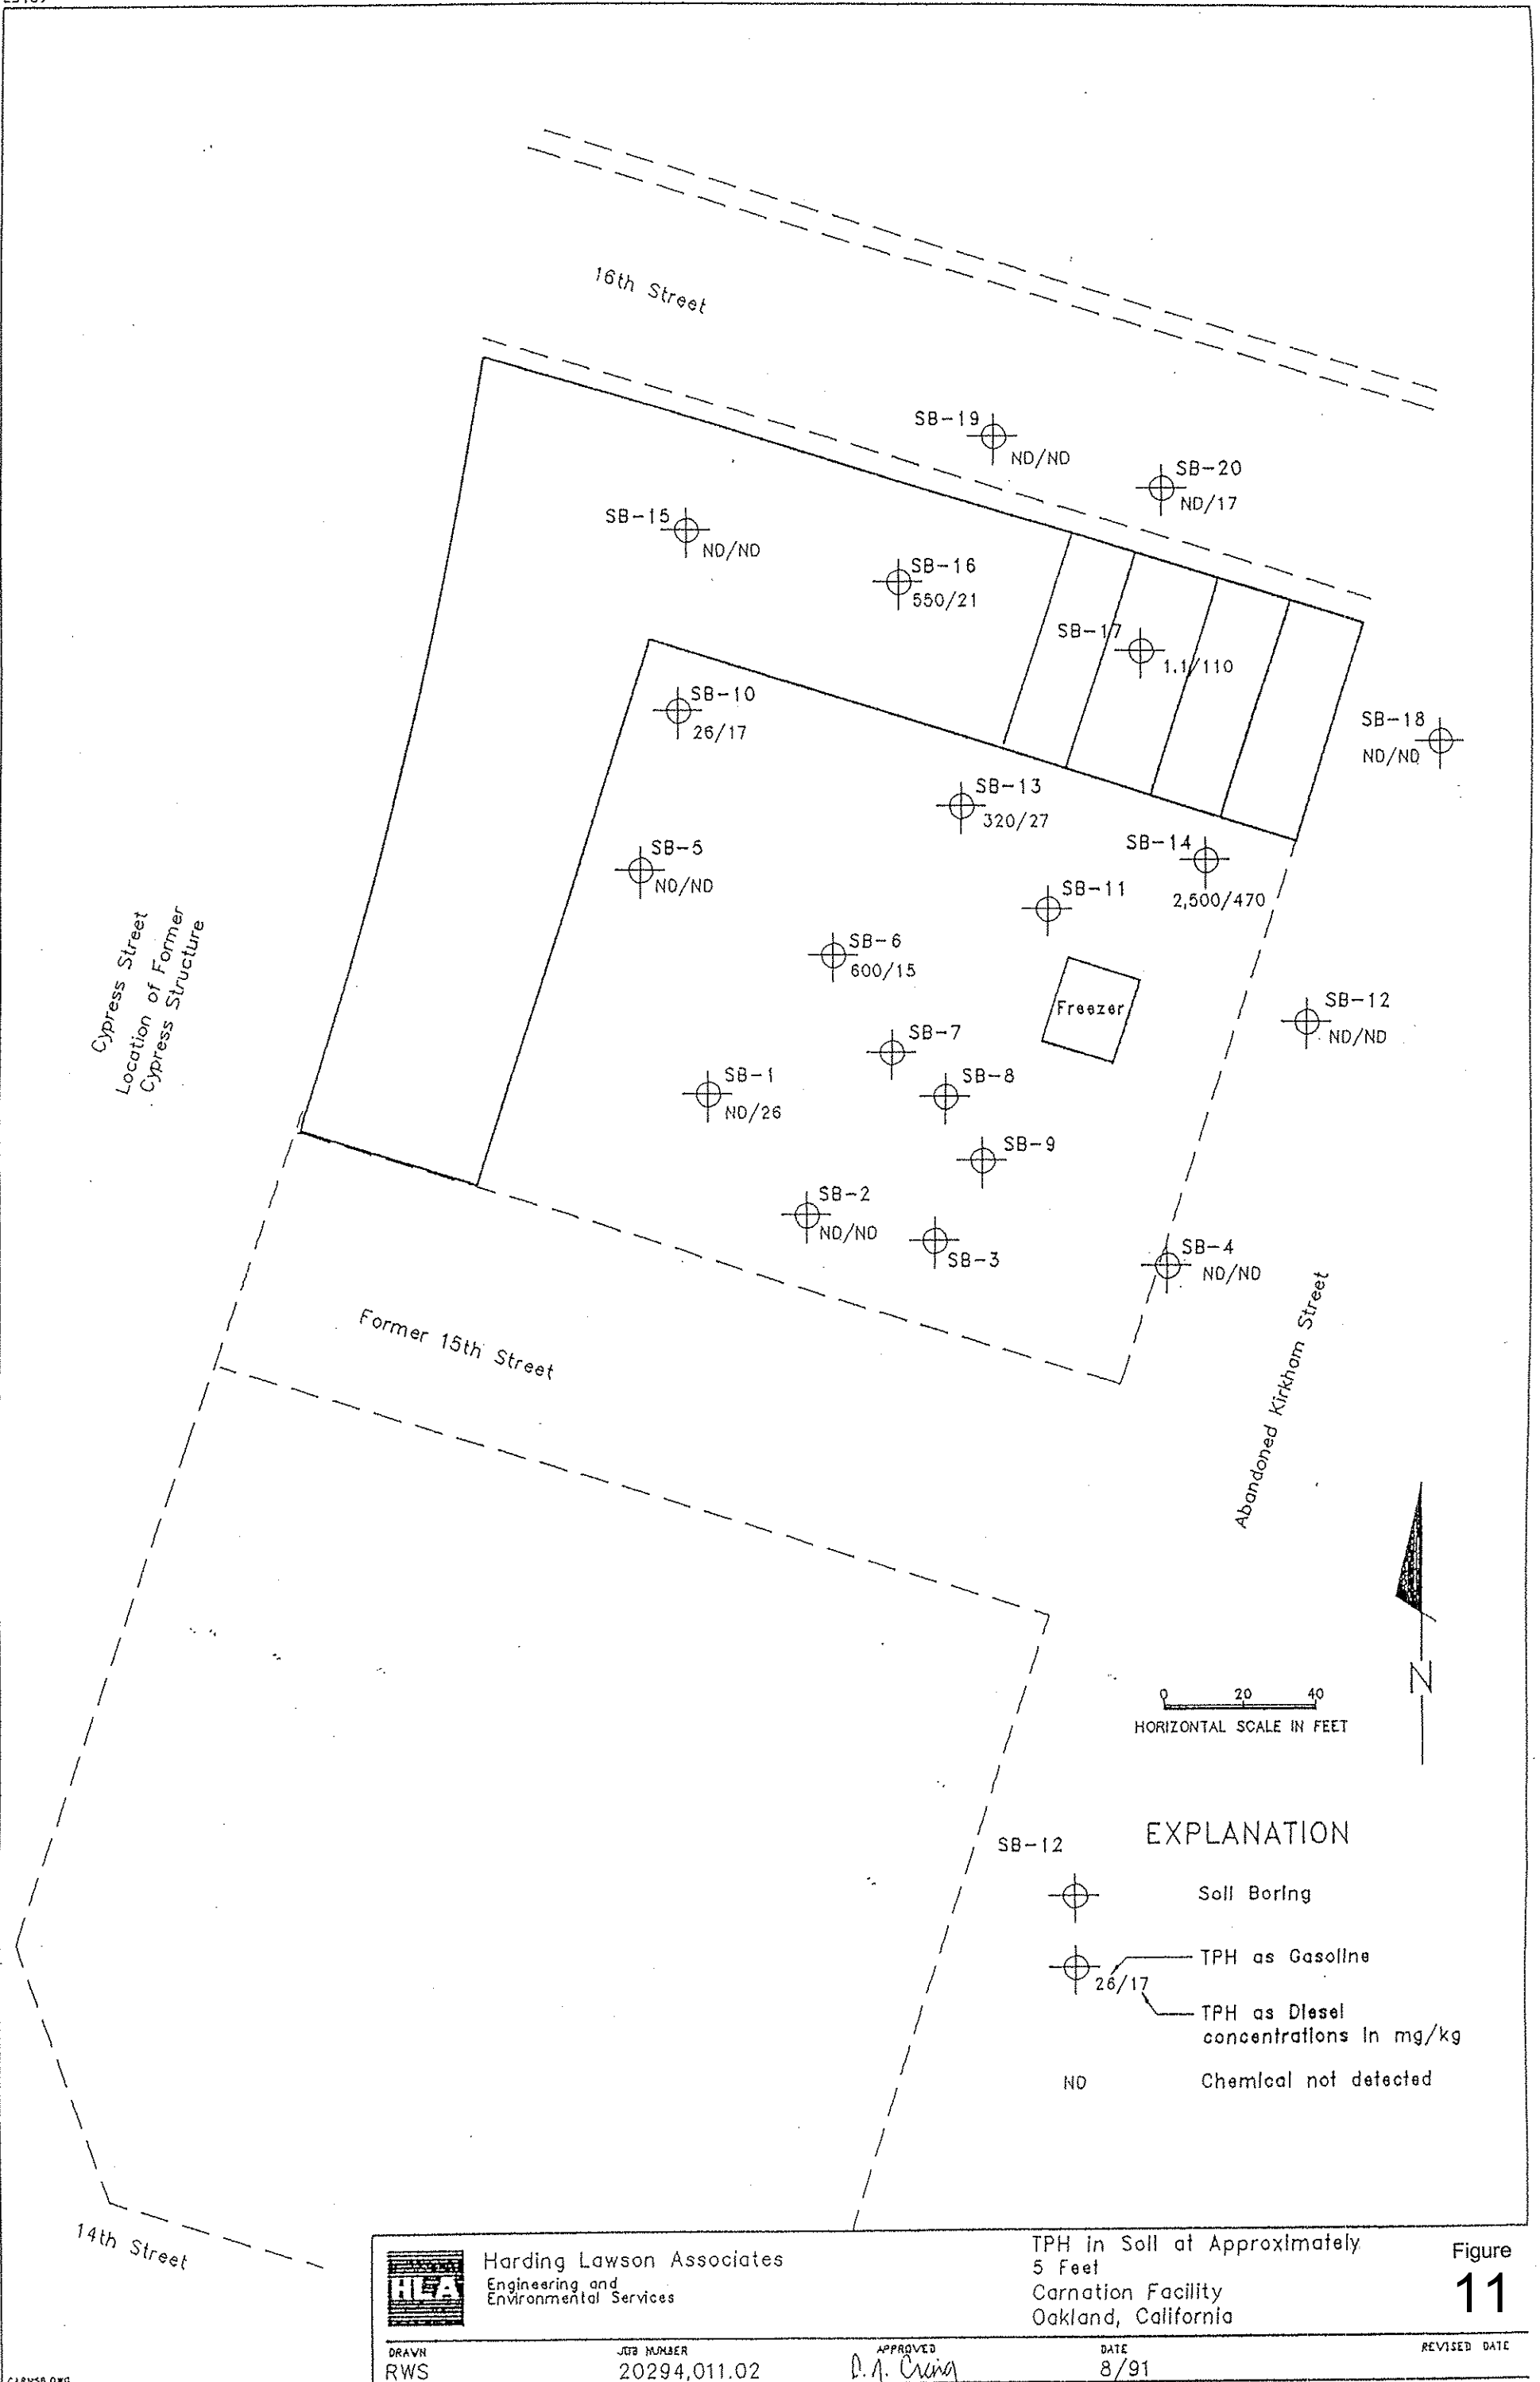 16th Street
SB-19
ND/ND
SB-20
ND/17
SB-15
ND/ND
SB-16
550/21
SB-17
1.1/110
SB-10
26/17
SB-18
ND/ND
SB-13
320/27
SB-14
2,500/470
SB-5
ND/ND
SB-11
SB-6
600/15
Freezer
SB-12
ND/ND
Cypress Street
Location of Former
Cypress Structure
SB-7
SB-8
SB-1
ND/26
SB-9
SB-2
ND/ND
SB-3
SB-4
ND/ND
Former 15th Street
Abandoned Kirkham Street
N
0 20 40
HORIZONTAL SCALE IN FEET
EXPLANATION
SB-12
Soil Boring
TPH as Gasoline
26/17
TPH as Diesel
concentrations in mg/kg
ND Chemical not detected
14th Street
HLA
Harding Lawson Associates
Engineering and
Environmental Services
TPH in Soil at Approximately
5 Feet
Carnation Facility
Oakland, California
Figure
11
DRAWN
RWS
JOB NUMBER
20294,011.02
APPROVED
DATE
8/91
REVISED DATE